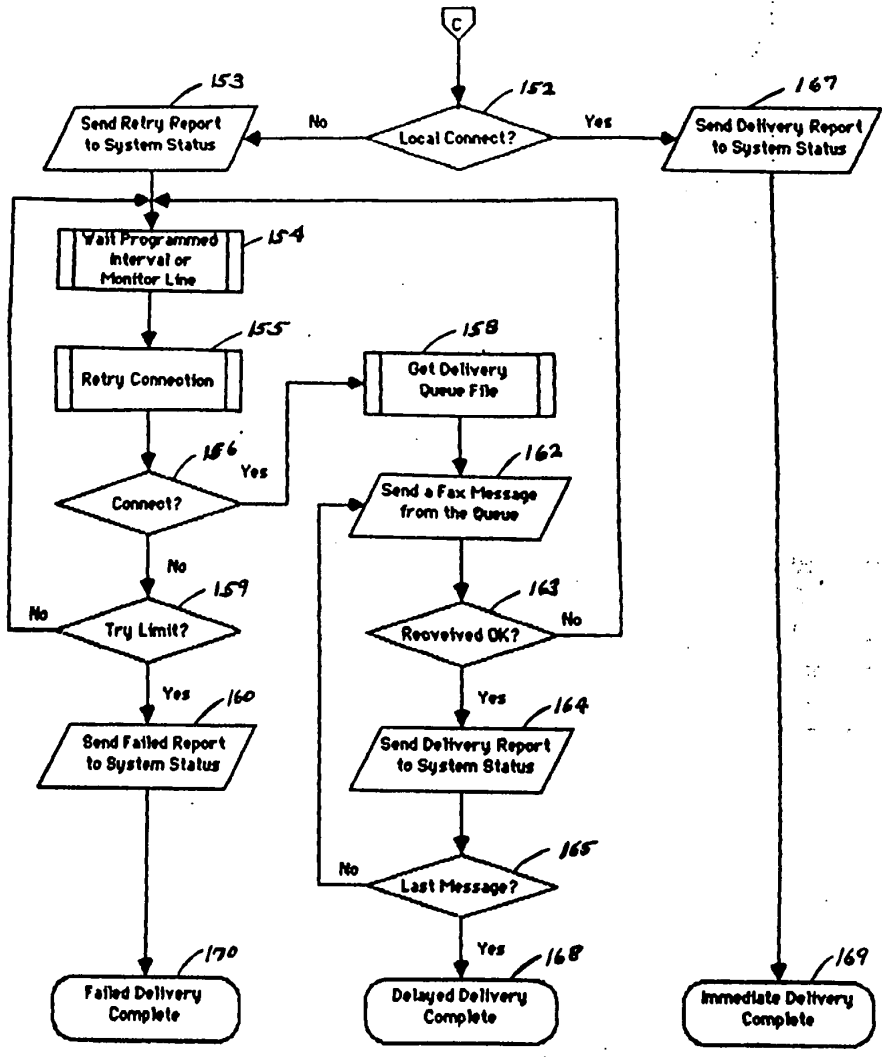 C
153
152
167
Send Retry Report
to System Status
No
Local Connect?
Yes
Send Delivery Report
to System Status
Wait Programmed
Interval or
Monitor Line
154
155
Retry Connection
158
Get Delivery
Queue File
156
Yes
Connect?
162
Send a Fax Message
from the Queue
No
159
No
Try Limit?
163
Recveived OK?
No
Yes
160
Send Failed Report
to System Status
Yes
164
Send Delivery Report
to System Status
No
165
Last Message?
Yes
170
Failed Delivery
Complete
168
Delayed Delivery
Complete
169
Immediate Delivery
Complete